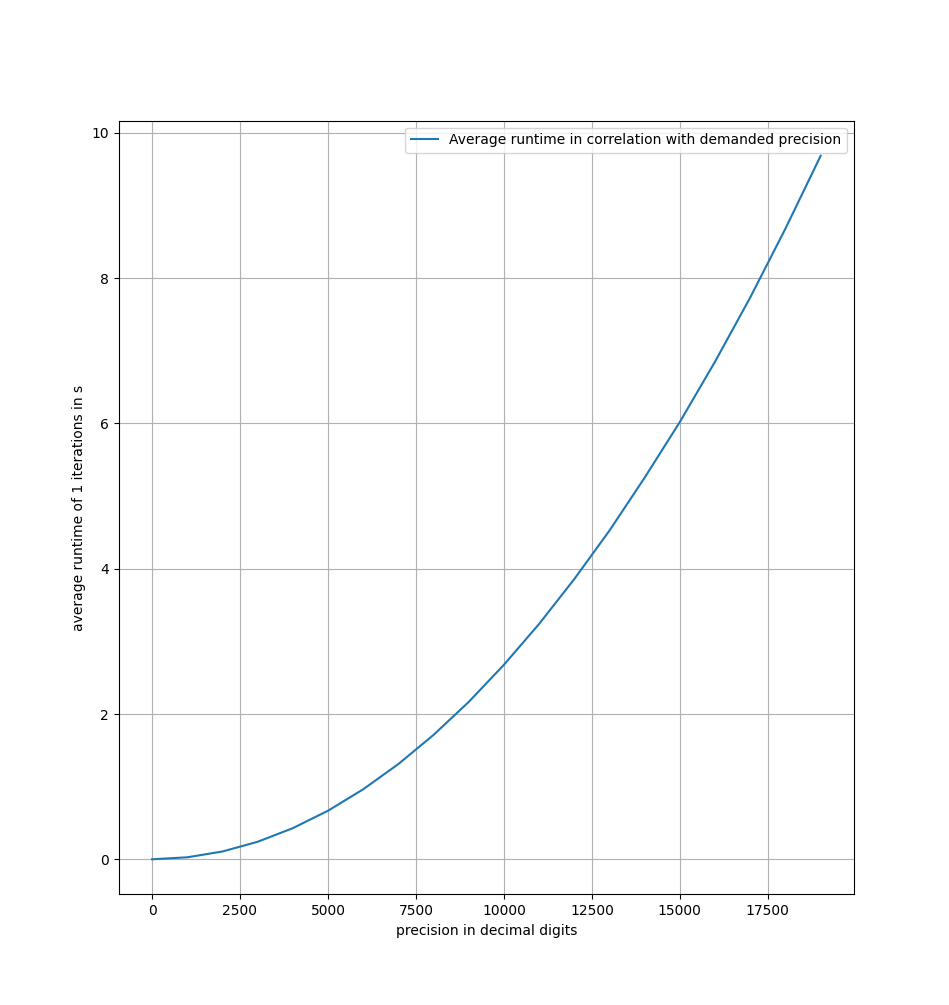 Average runtime in correlation with demanded precision
10
8
6
4
2
0
average runtime of 1 iterations in s
0 2500 5000 7500 10000 12500 15000 17500
precision in decimal digits